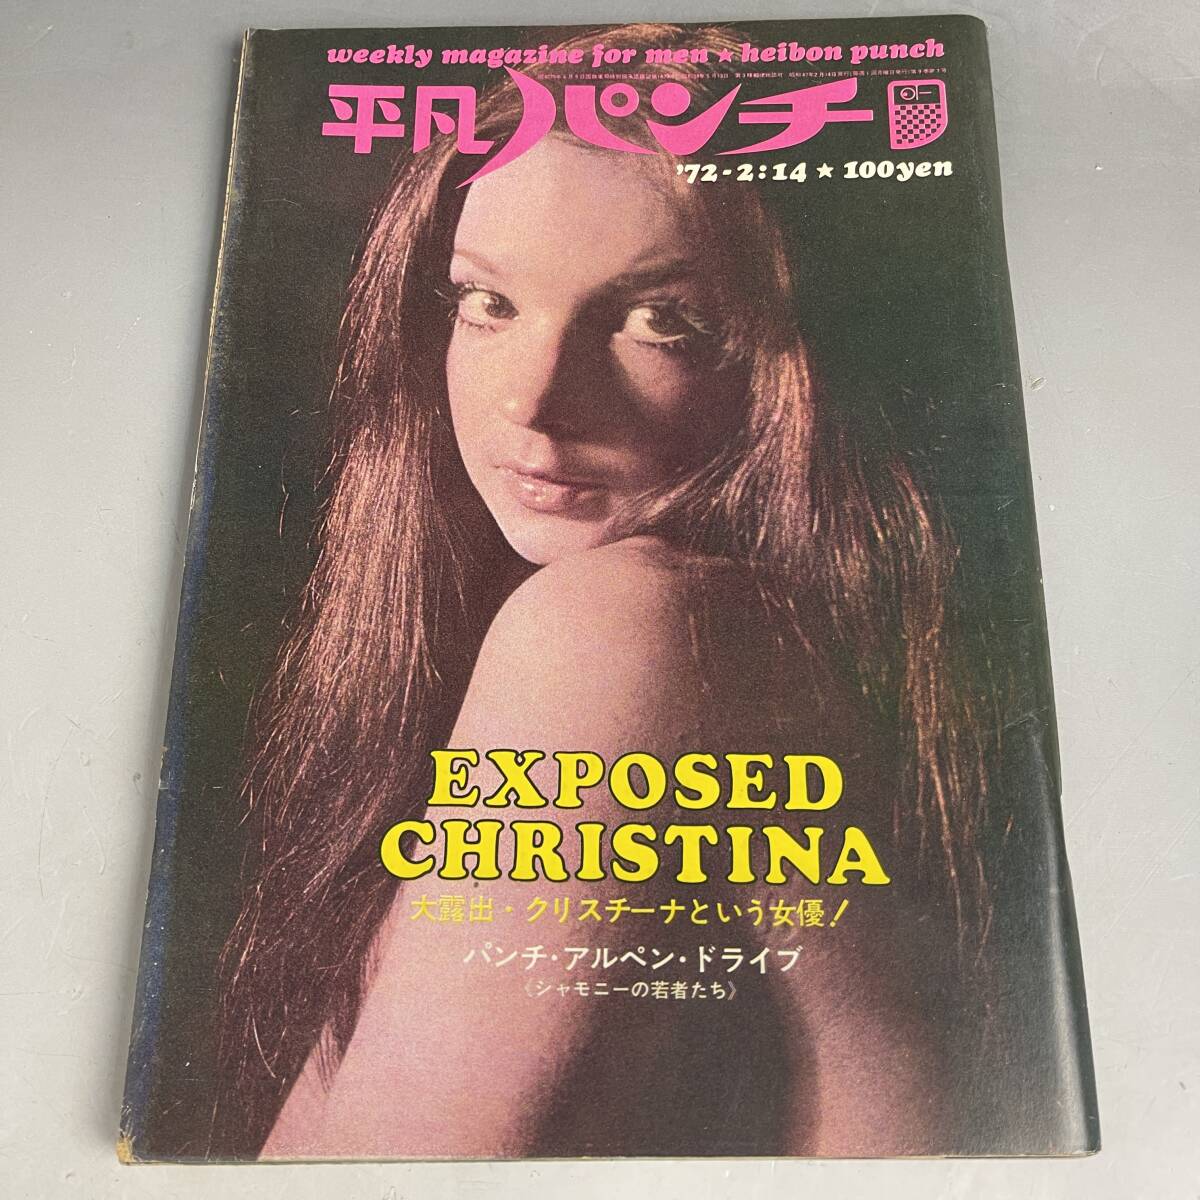 weekly magazine for men ★ heibon punch
平凡パンチ
'72-2:14 ★ 100yen
EXPOSED
CHRISTINA
大露出・クリスチーナという女優!
パンチ・アルペン・ドライブ
《シャモニーの若者たち》